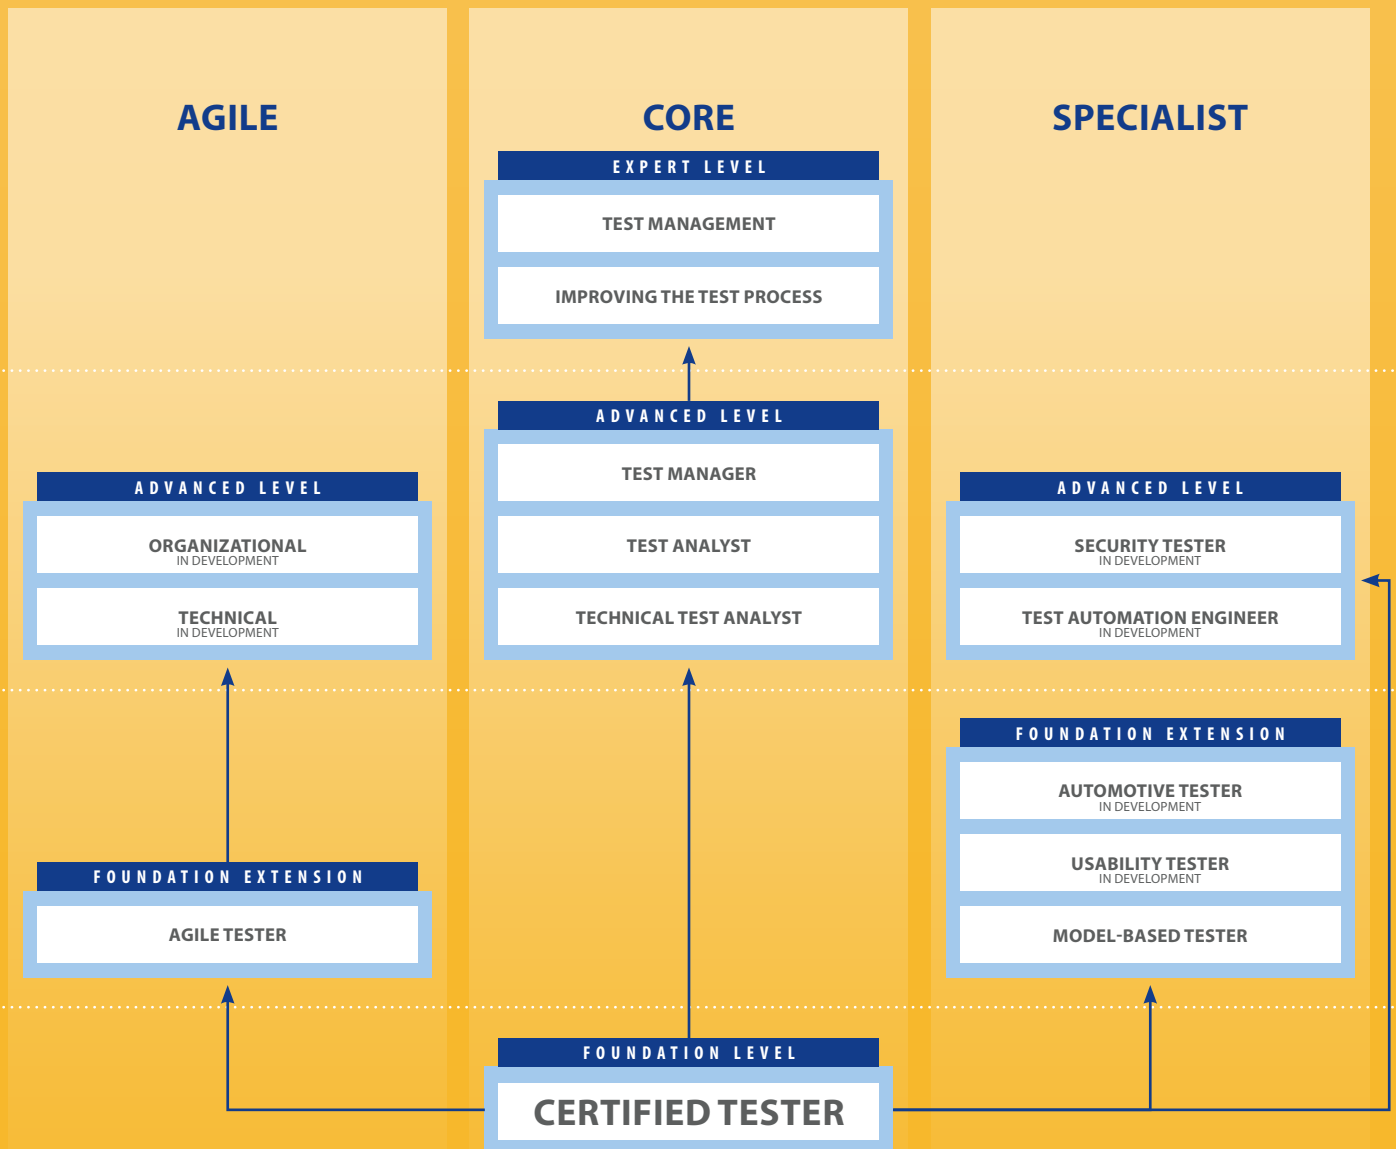 AGILE
ADVANCED LEVEL
ORGANIZATIONAL
IN DEVELOPMENT
TECHNICAL
IN DEVELOPMENT
FOUNDATION EXTENSION
AGILE TESTER
CORE
EXPERT LEVEL
TEST MANAGEMENT
IMPROVING THE TEST PROCESS
ADVANCED LEVEL
TEST MANAGER
TEST ANALYST
TECHNICAL TEST ANALYST
FOUNDATION LEVEL
CERTIFIED TESTER
SPECIALIST
ADVANCED LEVEL
SECURITY TESTER
IN DEVELOPMENT
TEST AUTOMATION ENGINEER
IN DEVELOPMENT
FOUNDATION EXTENSION
AUTOMOTIVE TESTER
IN DEVELOPMENT
USABILITY TESTER
IN DEVELOPMENT
MODEL-BASED TESTER